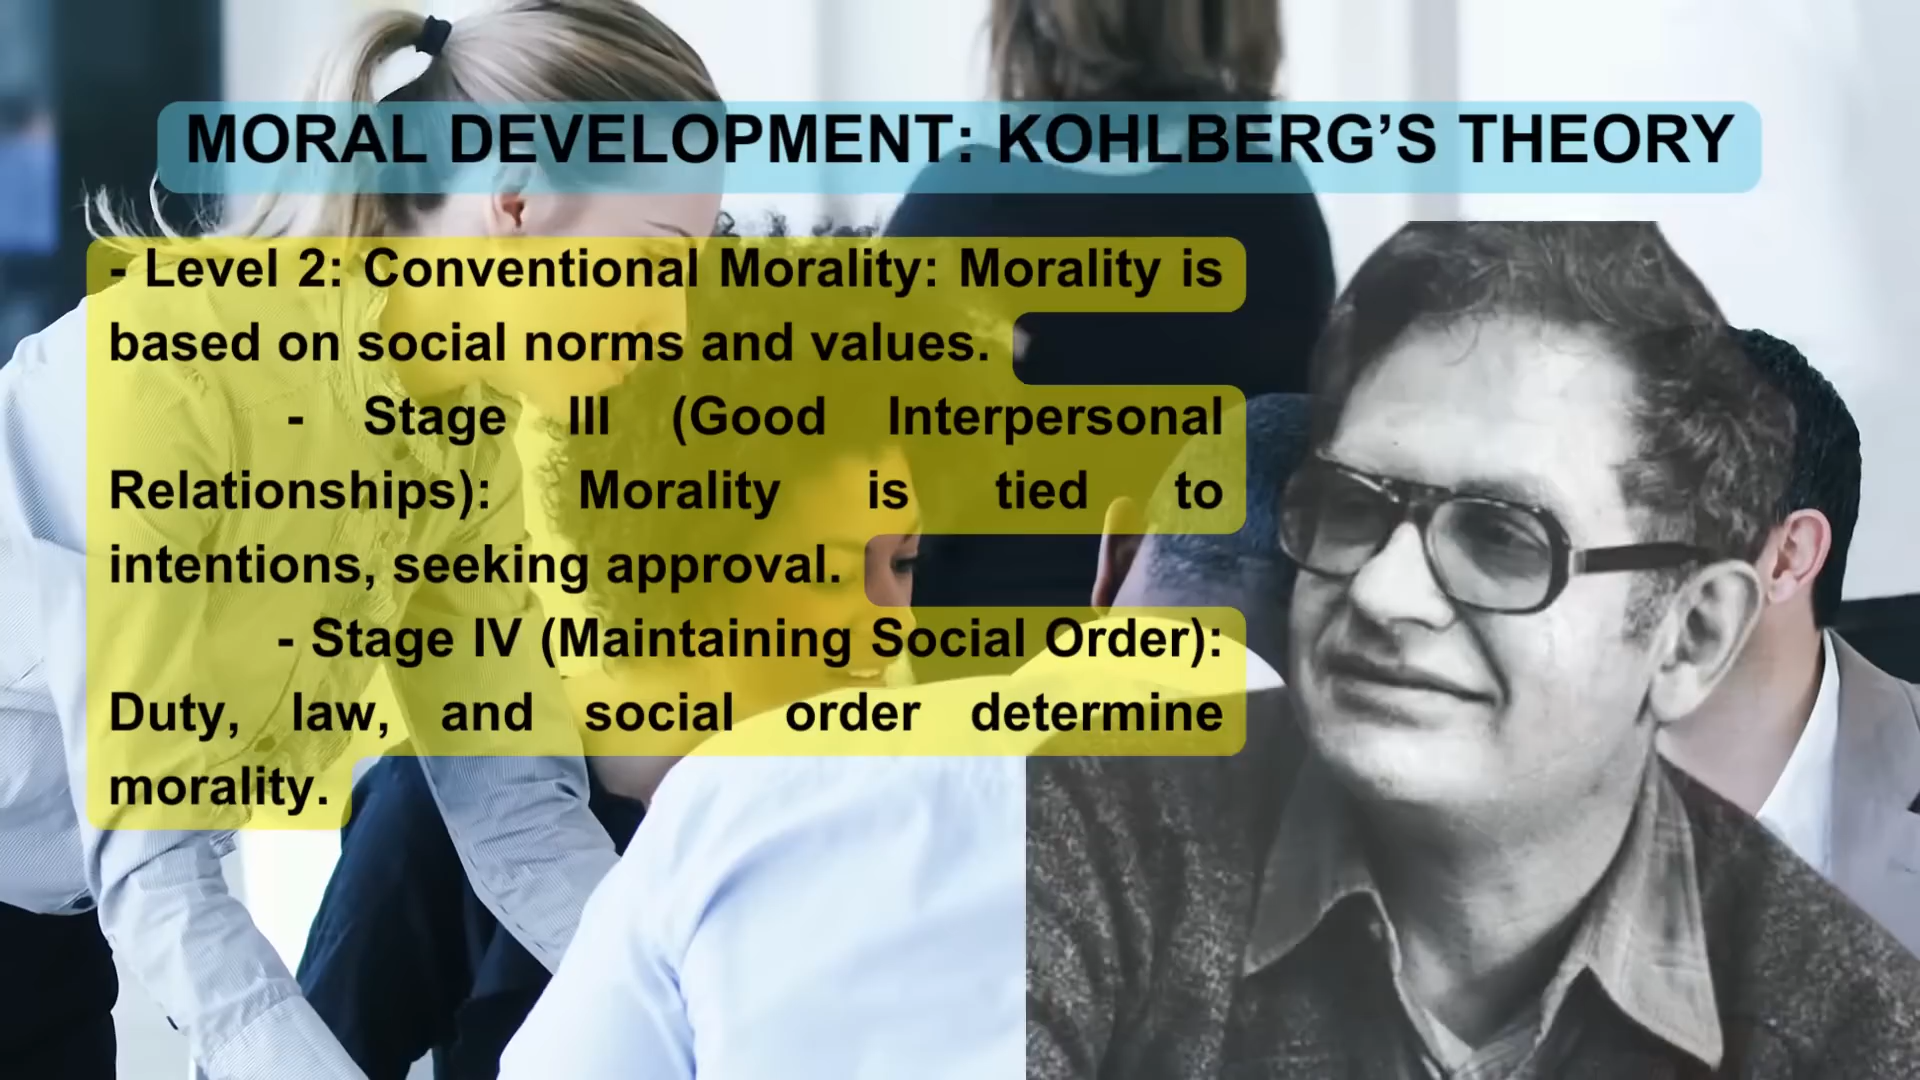 MORAL DEVELOPMENT: KOHLBERG’S THEORY
- Level 2: Conventional Morality: Morality is
based on social norms and values.
- Stage III (Good Interpersonal
Relationships): Morality is tied to
intentions, seeking approval.
- Stage IV (Maintaining Social Order):
Duty, law, and social order determine
morality.